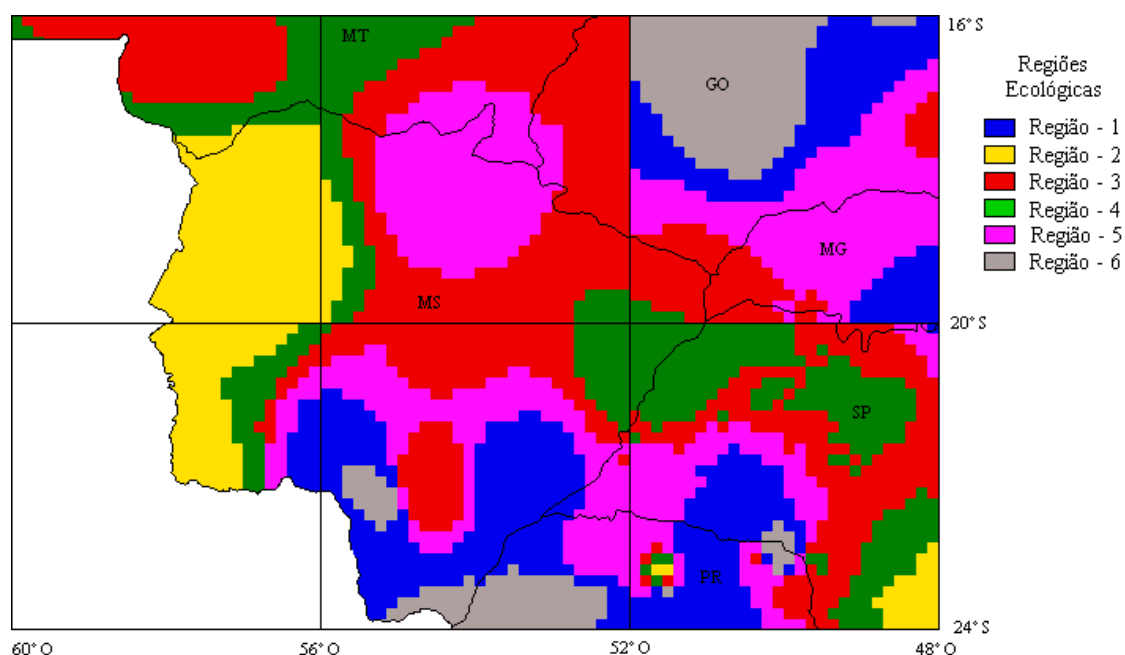 MT
16° S
GO
Regiões
Ecológicas
Região - 1
Região - 2
Região - 3
Região - 4
Região - 5
Região - 6
MG
MS
20° S
SP
PR
24° S
60° O
56° O
52° O
48° O